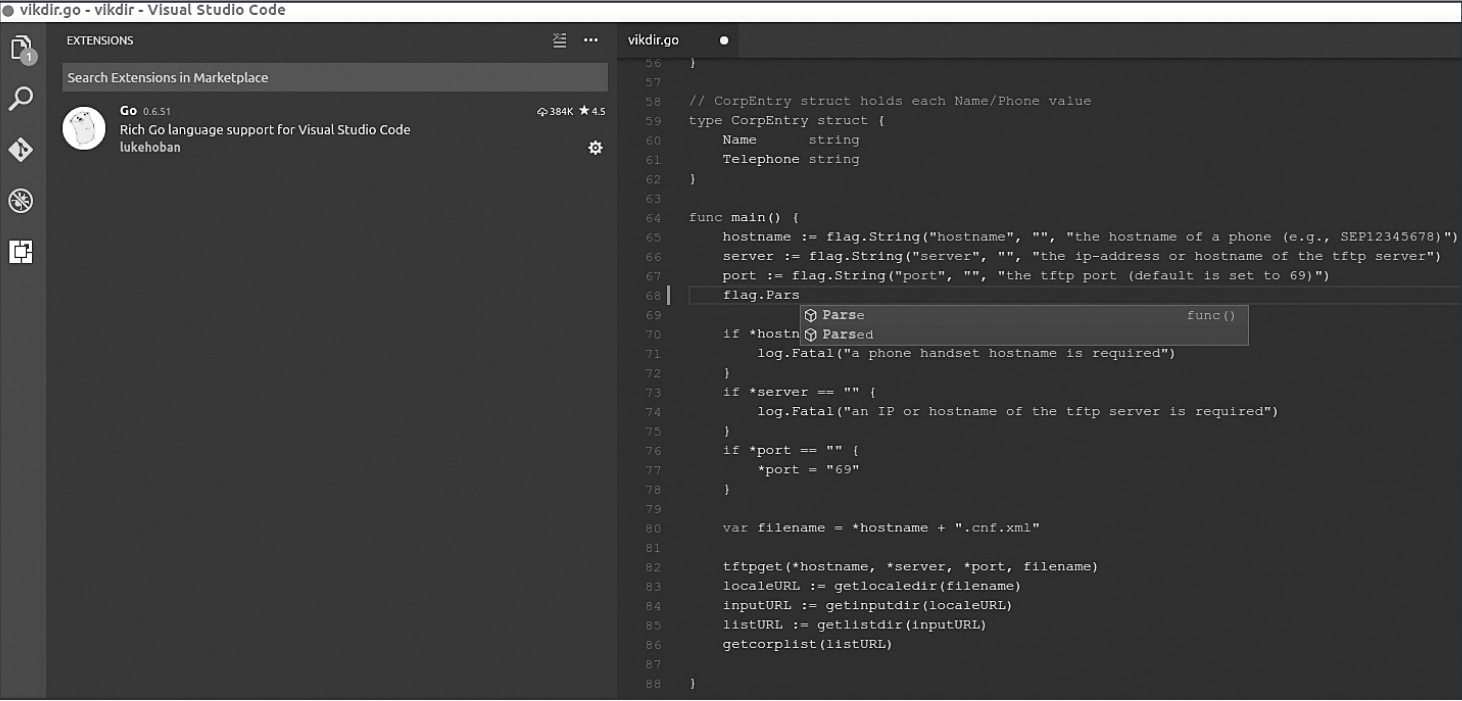 vikdir.go - vikdir - Visual Studio Code
1
EXTENSIONS
Search Extensions in Marketplace
Go 0.6.51 384K ★ 4.5
Rich Go language support for Visual Studio Code
lukehoban
vikdir.go
56 }
57
58 // CorpEntry struct holds each Name/Phone value
59 type CorpEntry struct {
60     Name      string
61     Telephone string
62 }
63
64 func main() {
65     hostname := flag.String("hostname", "", "the hostname of a phone (e.g., SEP12345678)")
66     server := flag.String("server", "", "the ip-address or hostname of the tftp server")
67     port := flag.String("port", "", "the tftp port (default is set to 69)")
68     flag.Pars
69 Parse func()
70     if *hostn Parsed
71         log.Fatal("a phone handset hostname is required")
72     }
73     if *server == "" {
74         log.Fatal("an IP or hostname of the tftp server is required")
75     }
76     if *port == "" {
77         *port = "69"
78     }
79
80     var filename = *hostname + ".cnf.xml"
81
82     tftpget(*hostname, *server, *port, filename)
83     localeURL := getlocaledir(filename)
84     inputURL := getinputdir(localeURL)
85     listURL := getlistdir(inputURL)
86     getcorplist(listURL)
87
88 }